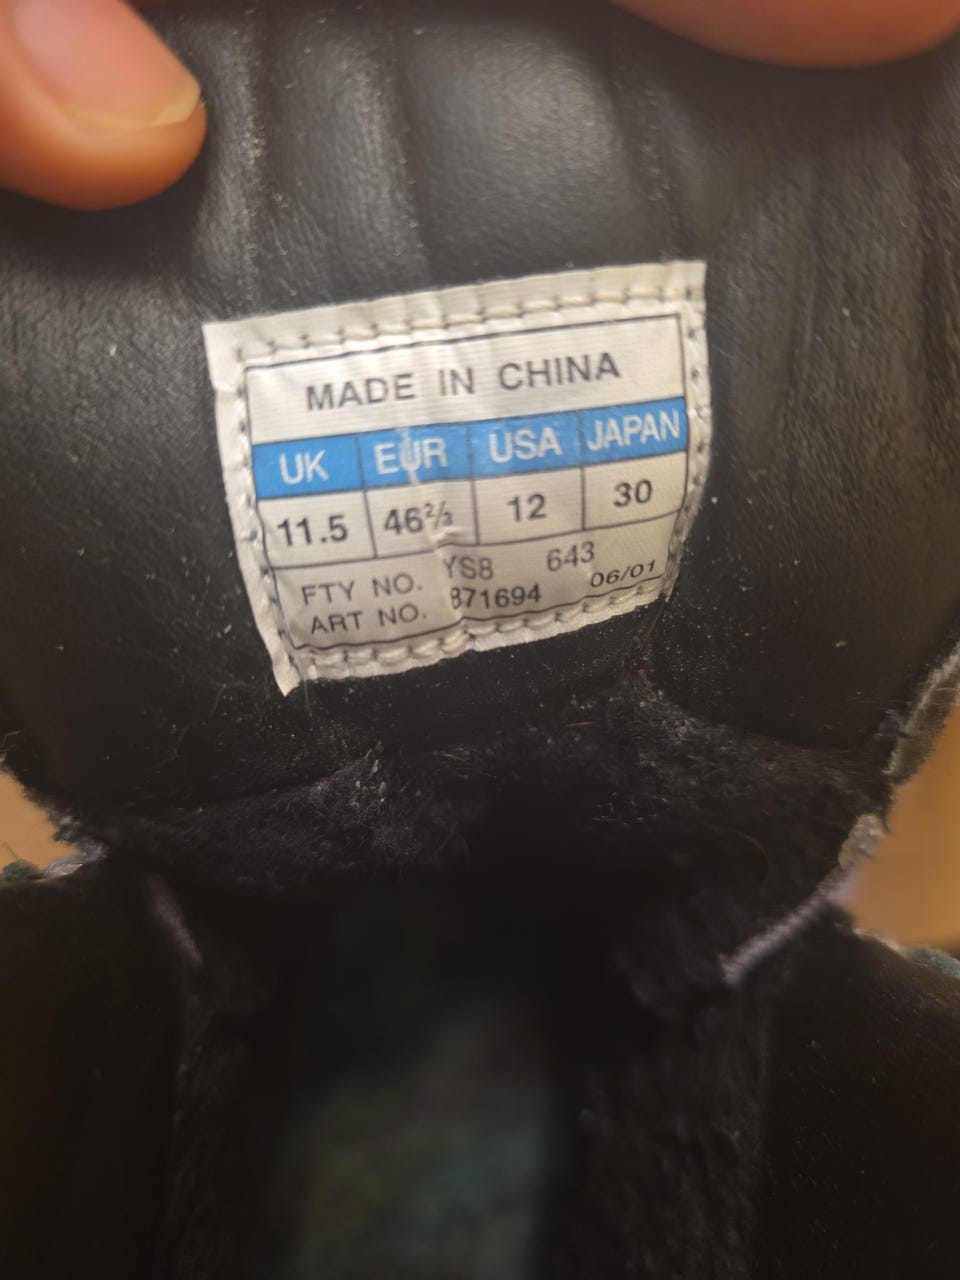 MADE IN CHINA
UK EUR USA JAPAN
11.5 46⅔ 12 30
FTY NO. YSB 643
ART NO. 871694 06/01